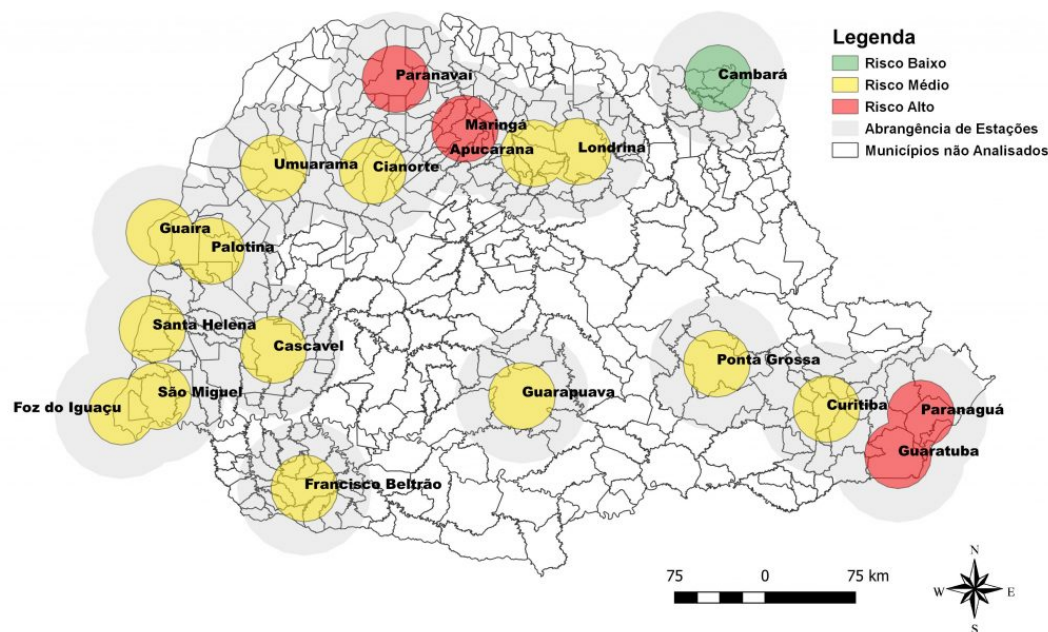 Legenda
Risco Baixo
Risco Médio
Risco Alto
Abrangência de Estações
Municípios não Analisados
Paranavai
Cambará
Maringá
Apucarana
Londrina
Umuarama
Cianorte
Guaíra
Palotina
Santa Helena
Cascavel
São Miguel
Foz do Iguaçu
Guarapuava
Ponta Grossa
Curitiba
Paranaguá
Guaratuba
Francisco Beltrão
75 0 75 km
N
W E
S